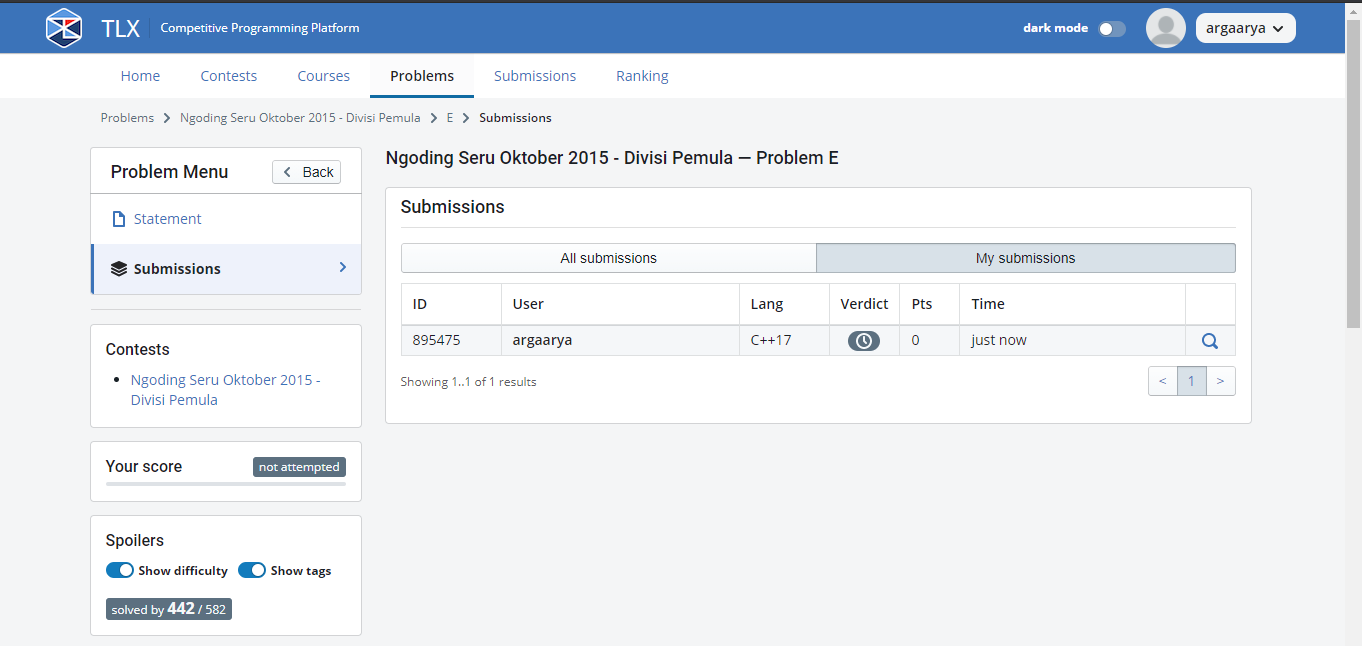 TLX Competitive Programming Platform dark mode argaarya
Home Contests Courses Problems Submissions Ranking
Problems Ngoding Seru Oktober 2015 - Divisi Pemula E Submissions
Problem Menu Back
Statement
Submissions
Contests
Ngoding Seru Oktober 2015 -
Divisi Pemula
Your score not attempted
Spoilers
Show difficulty Show tags
solved by 442 / 582
Ngoding Seru Oktober 2015 - Divisi Pemula — Problem E
Submissions
All submissions My submissions
ID User Lang Verdict Pts Time
895475 argaarya C++17 0 just now
Showing 1..1 of 1 results < 1 >